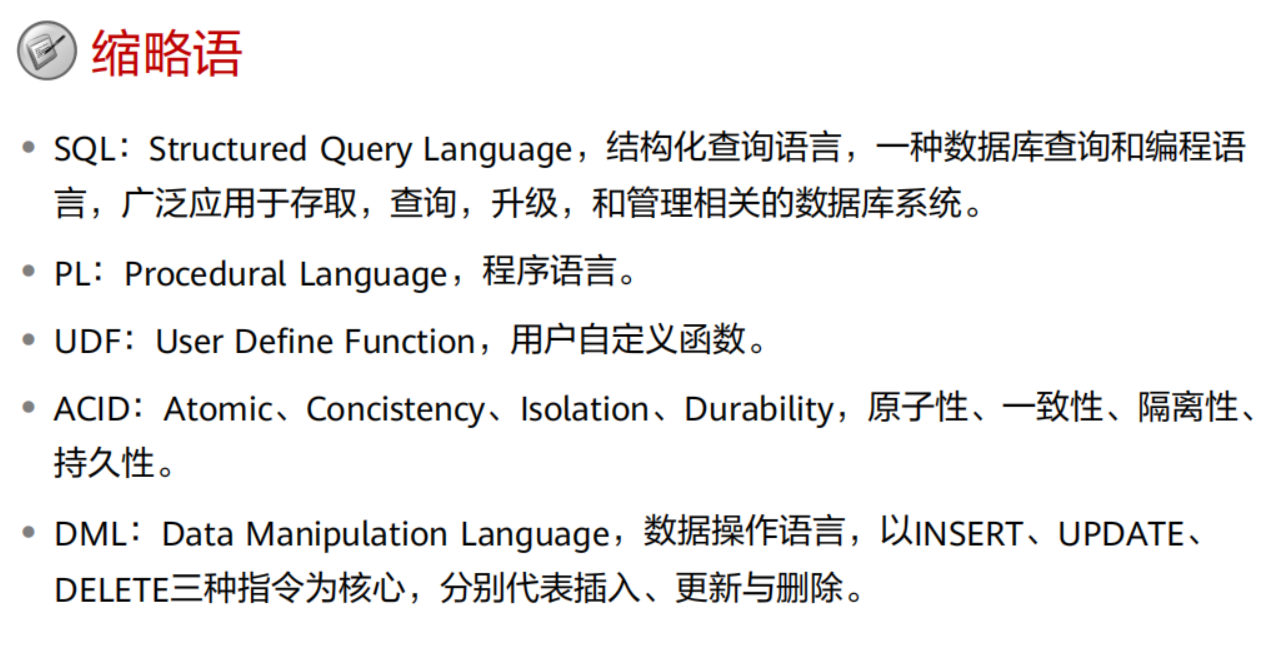 缩略语
• SQL：Structured Query Language，结构化查询语言，一种数据库查询和编程语
言，广泛应用于存取，查询，升级，和管理相关的数据库系统。
• PL：Procedural Language，程序语言。
• UDF：User Define Function，用户自定义函数。
• ACID：Atomic、Concistency、Isolation、Durability，原子性、一致性、隔离性、
持久性。
• DML：Data Manipulation Language，数据操作语言，以INSERT、UPDATE、
DELETE三种指令为核心，分别代表插入、更新与删除。